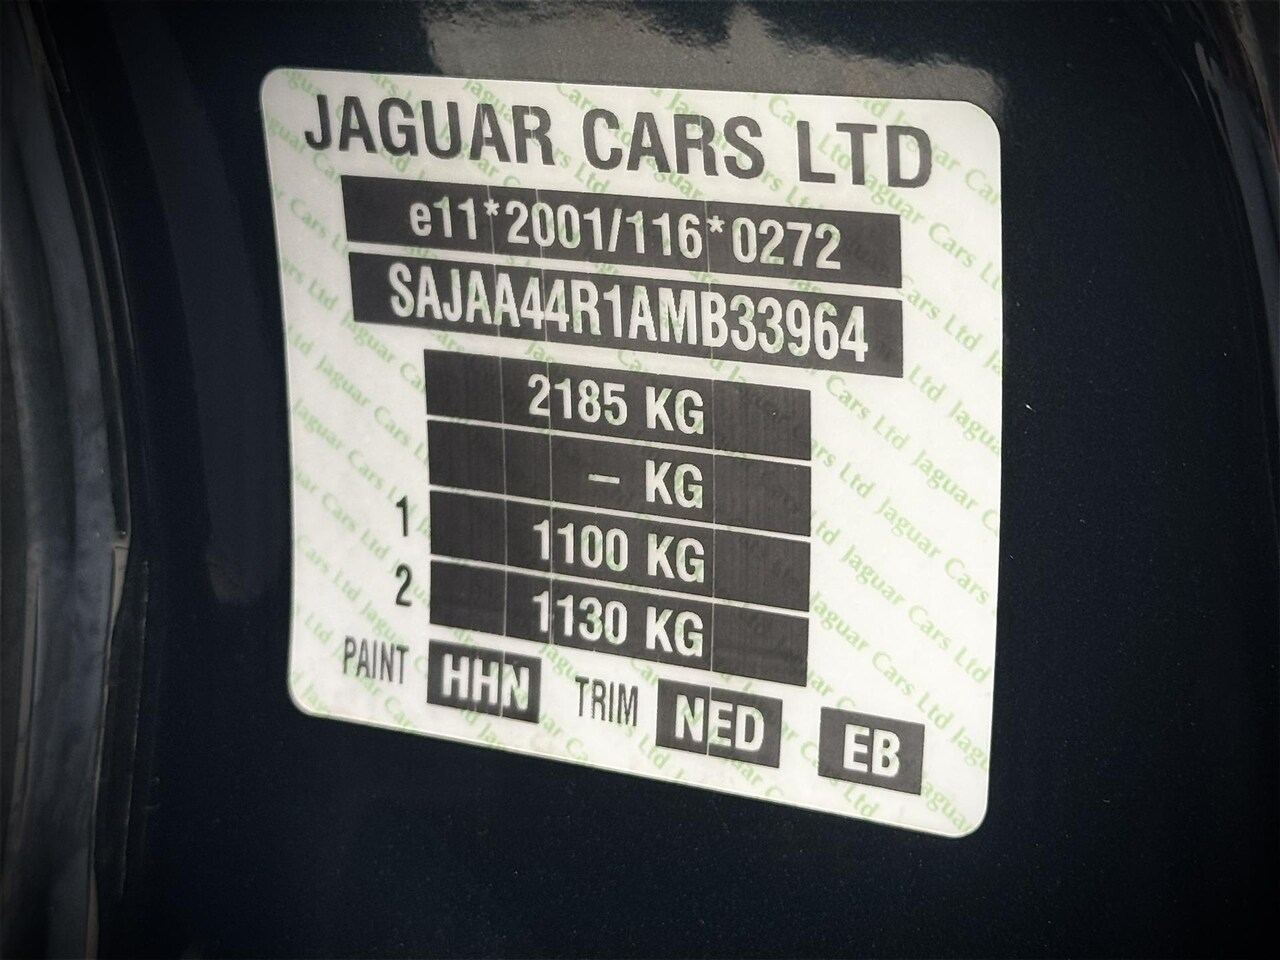 JAGUAR CARS LTD
e11*2001/116*0272
SAJAA44R1AMB33964
2185 KG
– KG
1 1100 KG
2 1130 KG
PAINT HHN TRIM NED EB